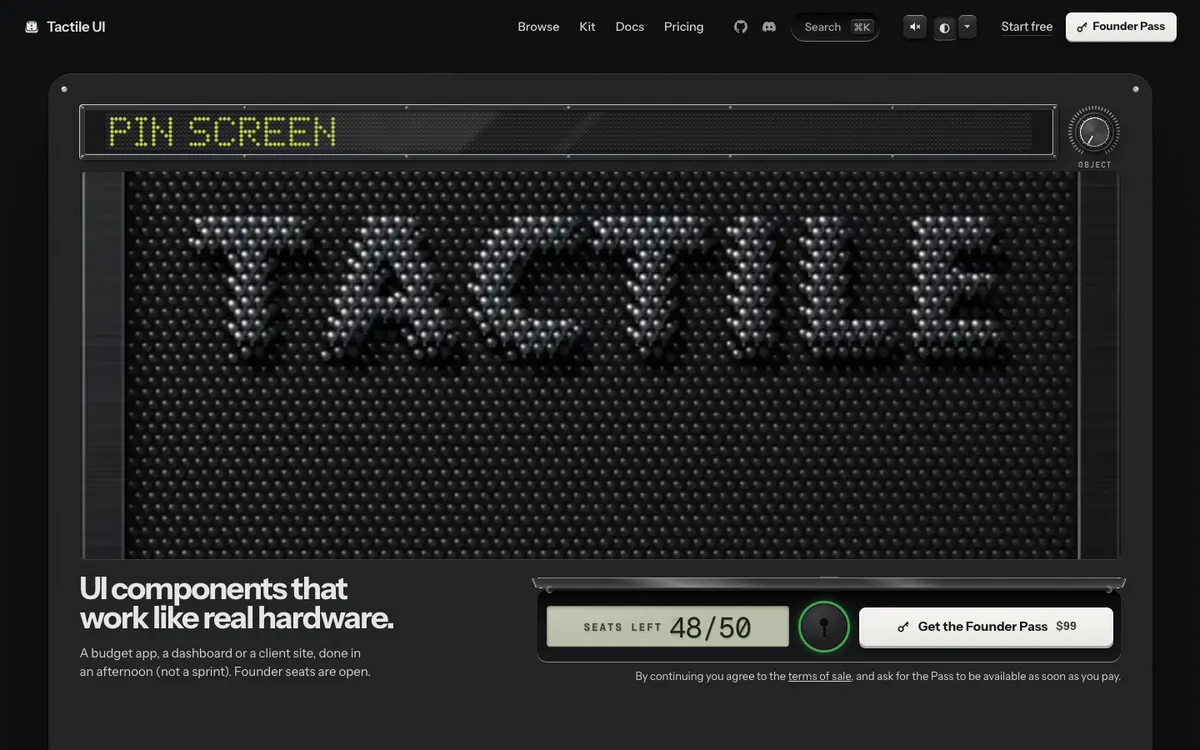 Tactile UI
Browse Kit Docs Pricing Search ⌘K Start free Founder Pass
PIN SCREEN
OBJECT
TACTILE
UI components that
work like real hardware.
A budget app, a dashboard or a client site, done in
an afternoon (not a sprint). Founder seats are open.
SEATS LEFT 48/50
Get the Founder Pass $99
By continuing you agree to the terms of sale, and ask for the Pass to be available as soon as you pay.